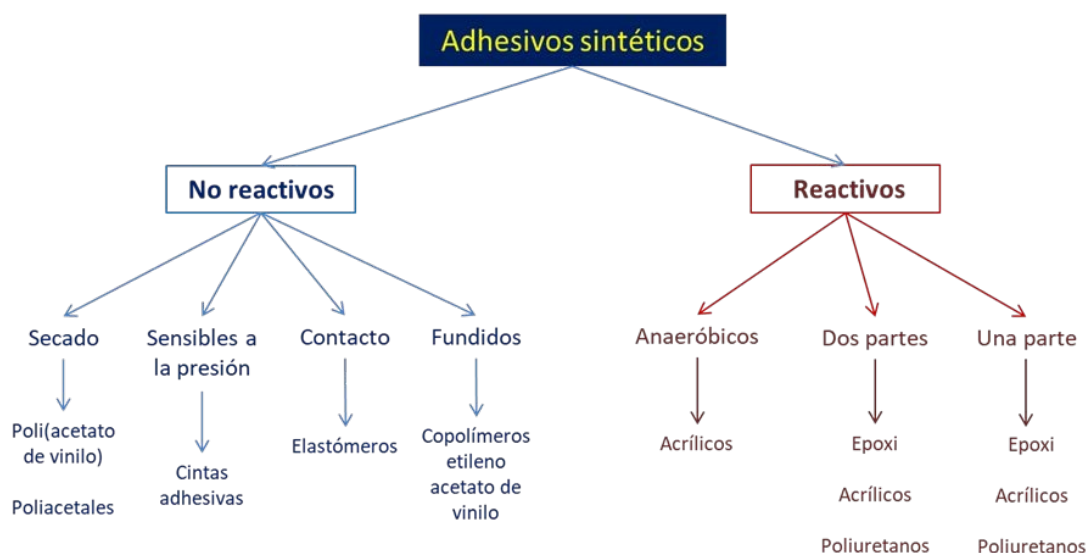 Adhesivos sintéticos
No reactivos
Reactivos
Secado
Sensibles a
la presión
Contacto
Fundidos
Anaeróbicos
Dos partes
Una parte
Poli(acetato
de vinilo)
Poliacetales
Cintas
adhesivas
Elastómeros
Copolímeros
etileno
acetato de
vinilo
Acrílicos
Epoxi
Acrílicos
Poliuretanos
Epoxi
Acrílicos
Poliuretanos